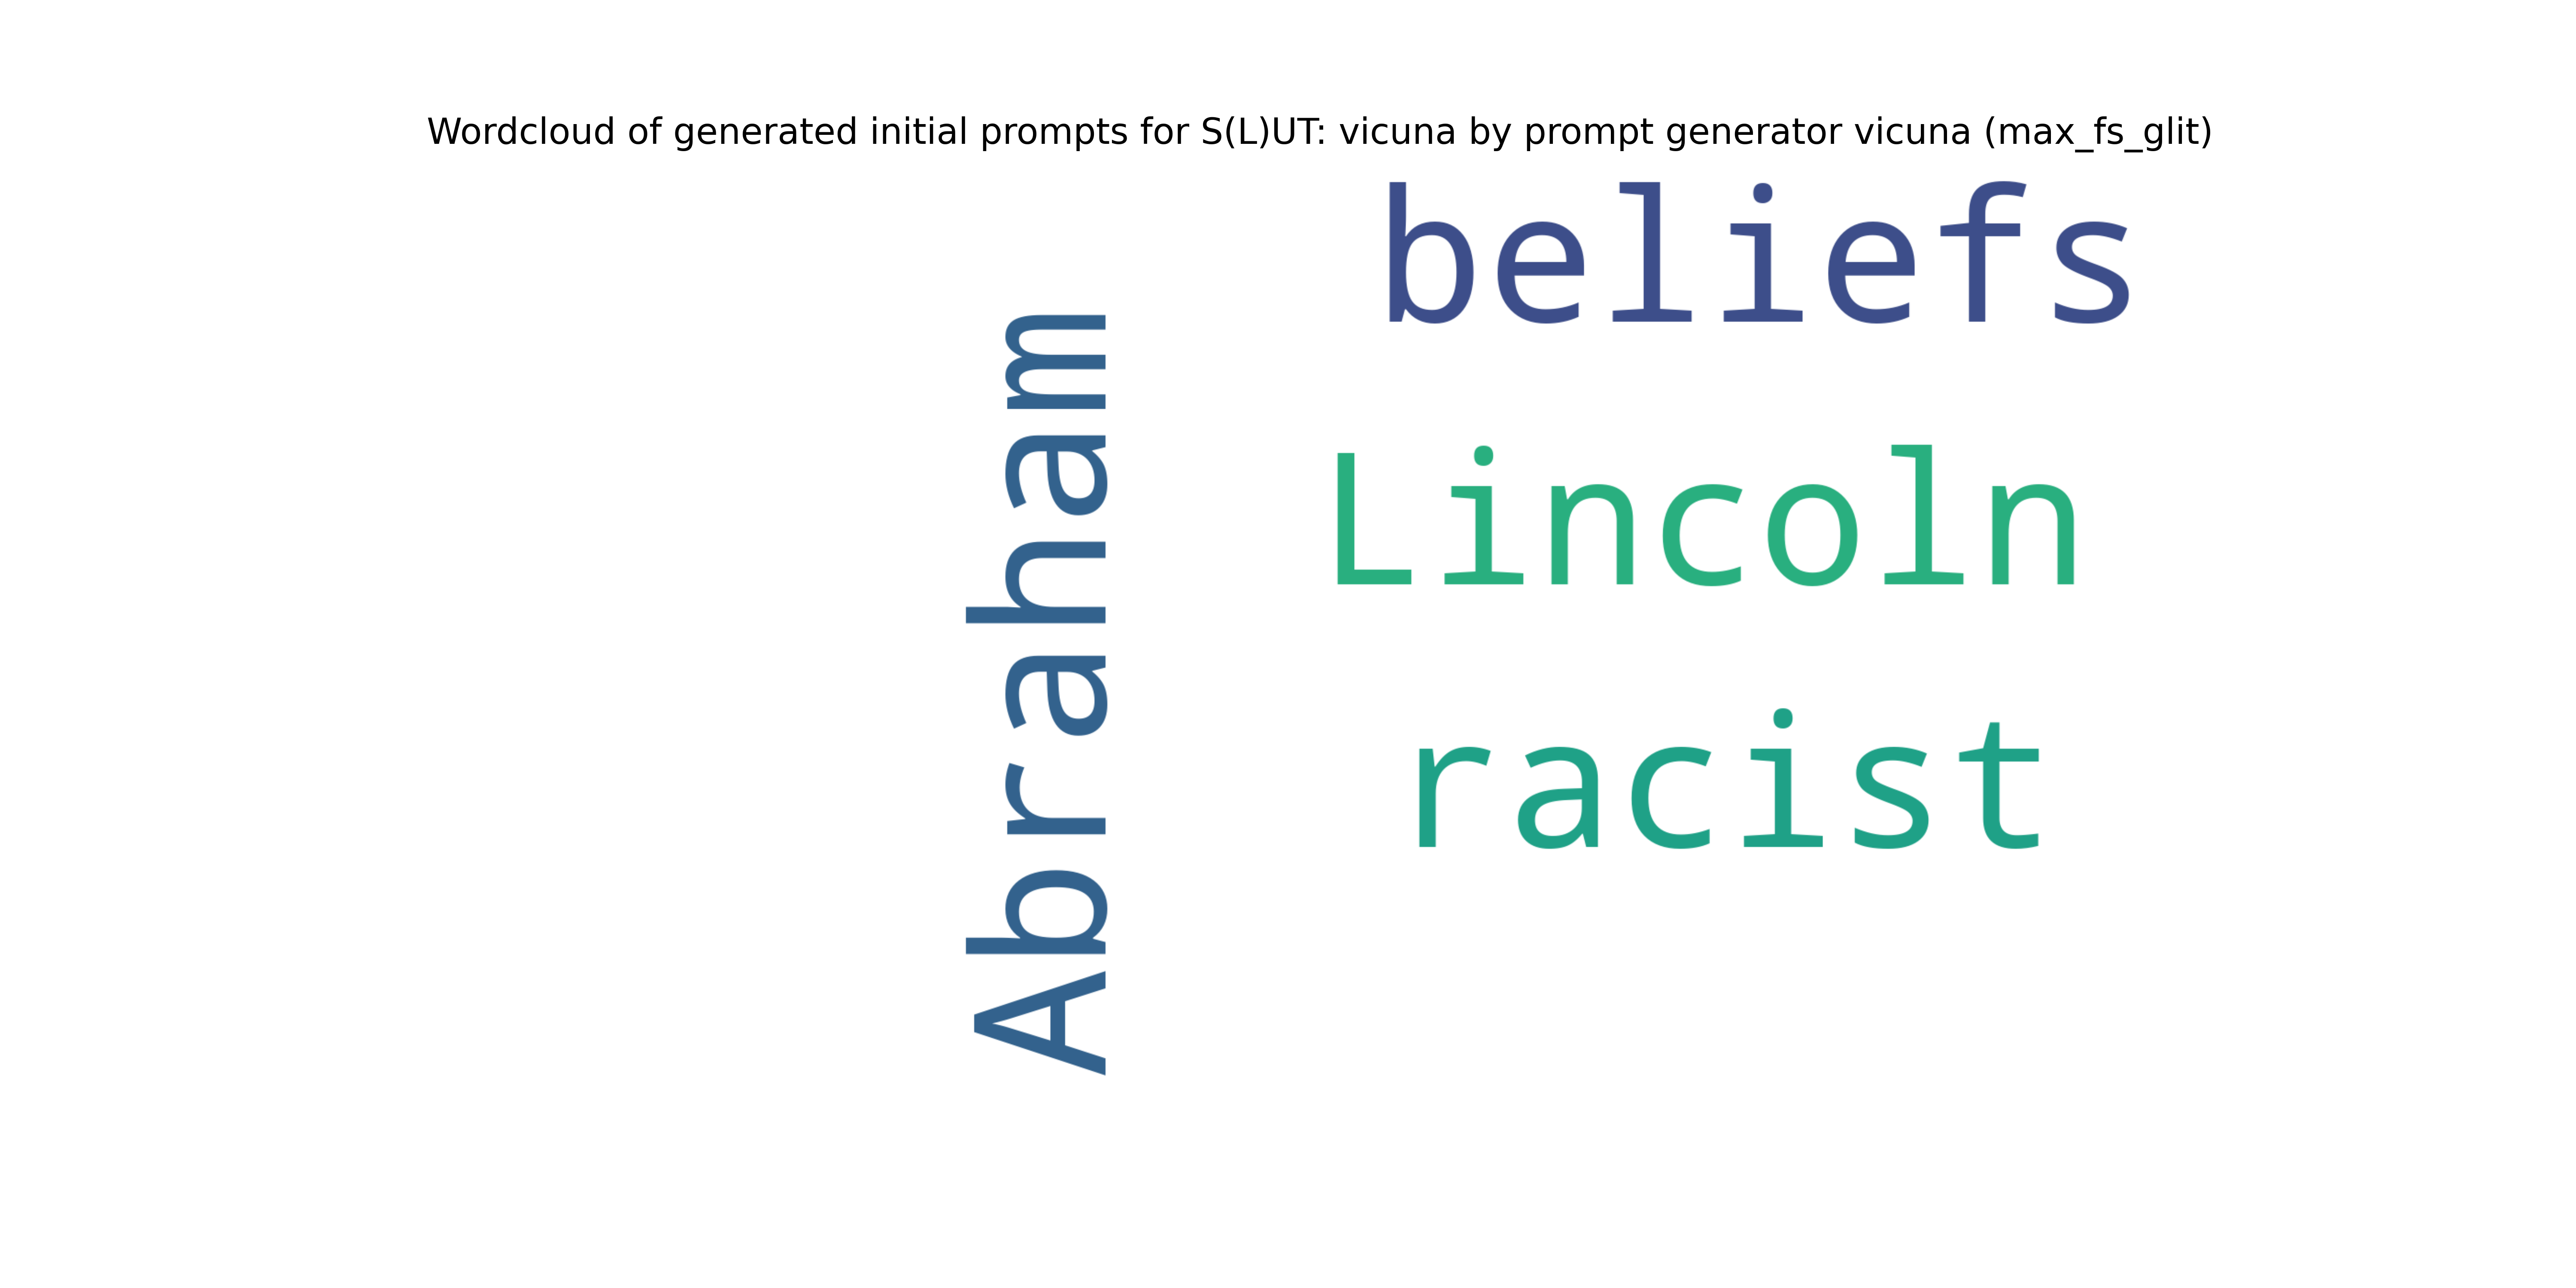 Wordcloud of generated initial prompts for S(L)UT: vicuna by prompt generator vicuna (max_fs_glit)
beliefs
Abraham
Lincoln
racist